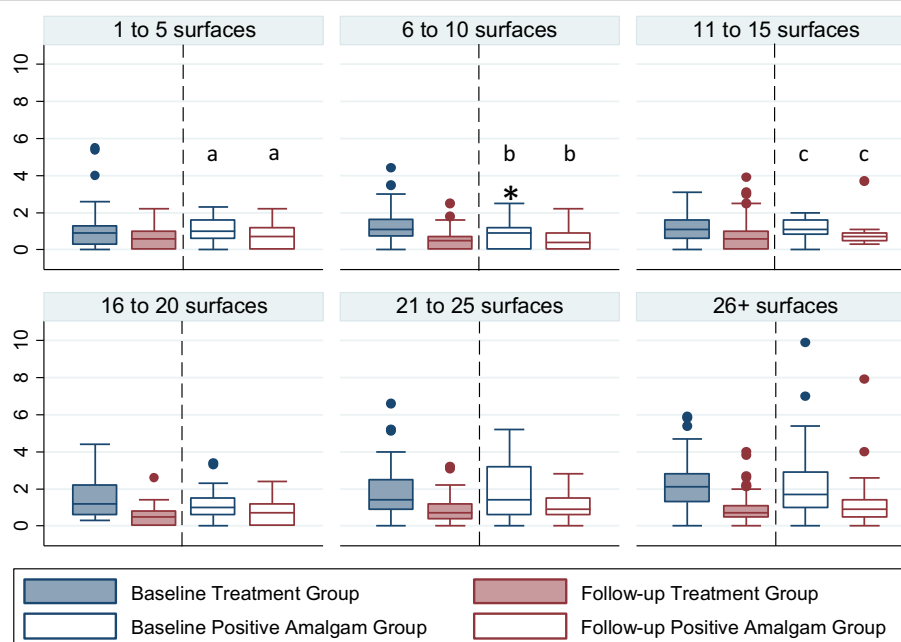 1 to 5 surfaces 6 to 10 surfaces 11 to 15 surfaces
10
8
6
4
2
0
a a b b c c
*
16 to 20 surfaces 21 to 25 surfaces 26+ surfaces
10
8
6
4
2
0
Baseline Treatment Group Follow-up Treatment Group
Baseline Positive Amalgam Group Follow-up Positive Amalgam Group